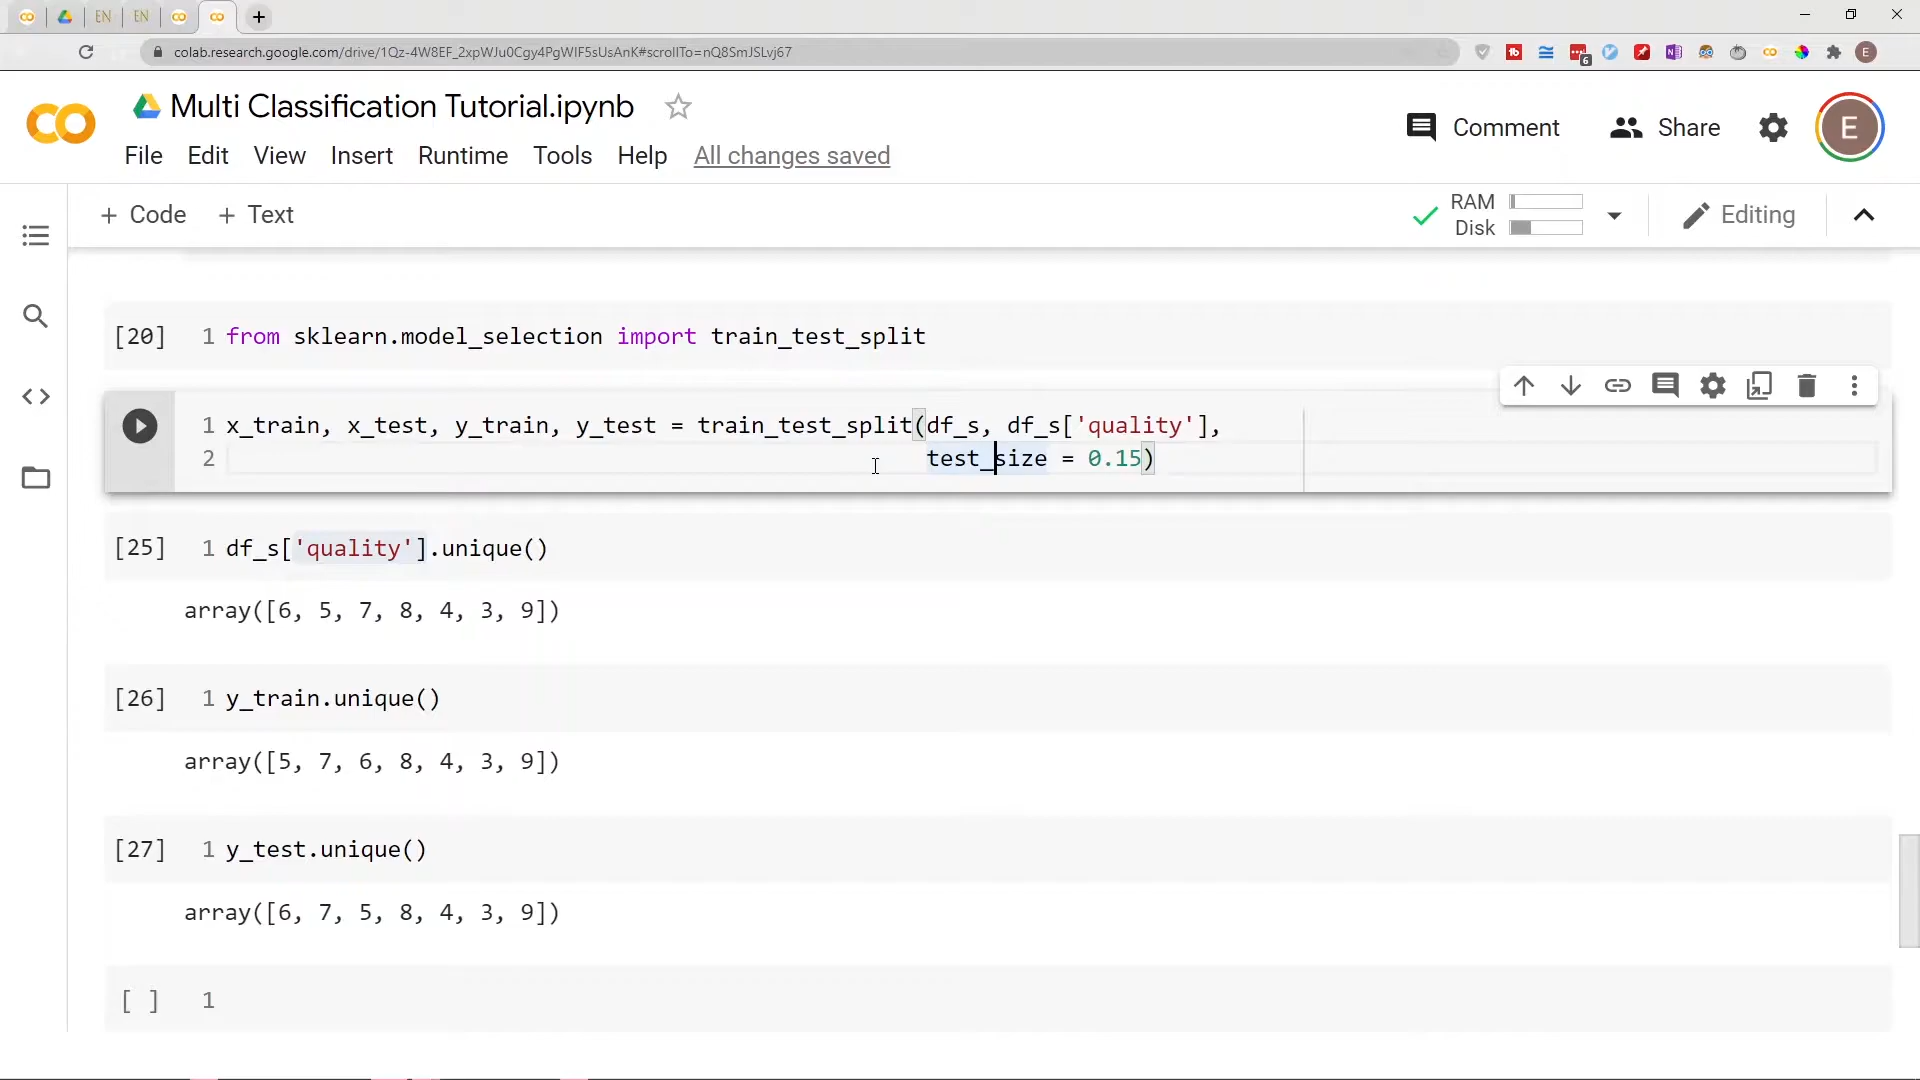 EN
EN
colab.research.google.com/drive/1Qz-4W8EF_2xpWJu0Cgy4PgWIF5sUsAnK#scrollTo=nQ8SmJSLvj67
6
E
Multi Classification Tutorial.ipynb
Comment
Share
E
File Edit View Insert Runtime Tools Help All changes saved
+ Code + Text
RAM
Disk
Editing
[20] 1 from sklearn.model_selection import train_test_split
1 x_train, x_test, y_train, y_test = train_test_split(df_s, df_s['quality'],
2 test_size = 0.15)
[25] 1 df_s['quality'].unique()
array([6, 5, 7, 8, 4, 3, 9])
[26] 1 y_train.unique()
array([5, 7, 6, 8, 4, 3, 9])
[27] 1 y_test.unique()
array([6, 7, 5, 8, 4, 3, 9])
[ ] 1